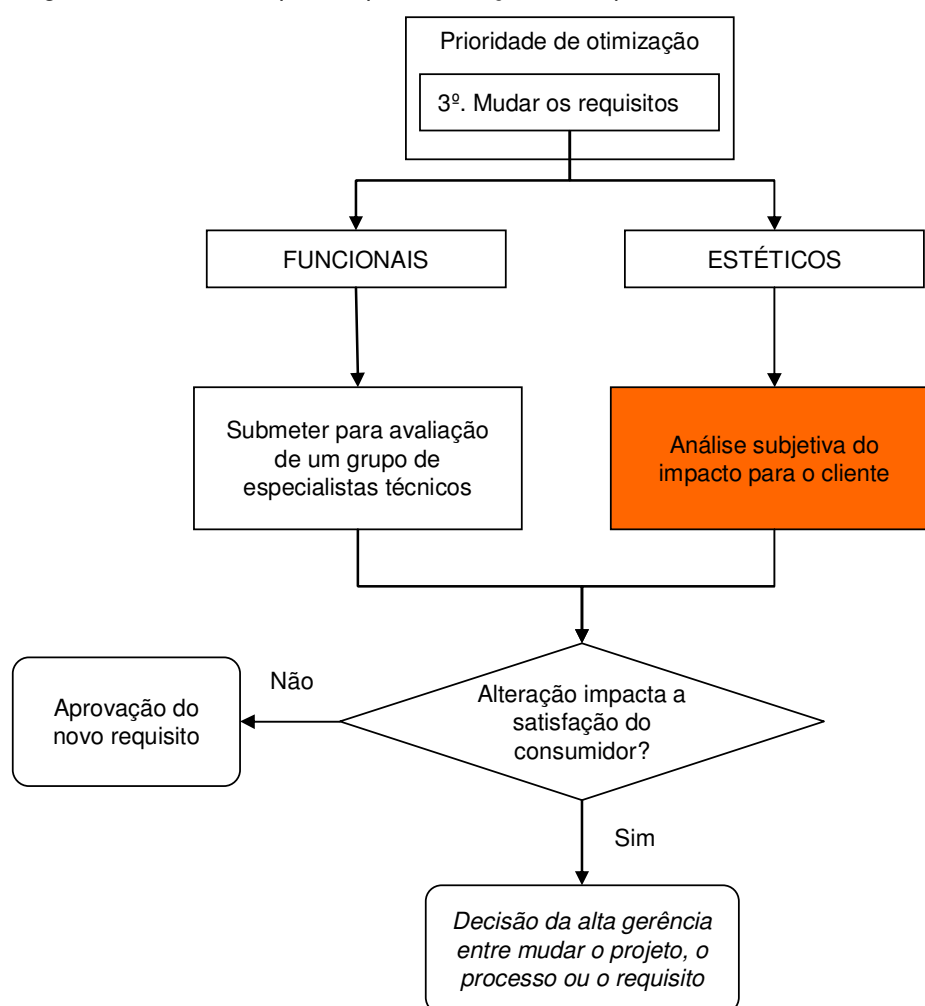 Prioridade de otimização
3º. Mudar os requisitos
FUNCIONAIS
ESTÉTICOS
Submeter para avaliação
de um grupo de
especialistas técnicos
Análise subjetiva do
impacto para o cliente
Alteração impacta a
satisfação do
consumidor?
Não
Aprovação do
novo requisito
Sim
Decisão da alta gerência
entre mudar o projeto, o
processo ou o requisito